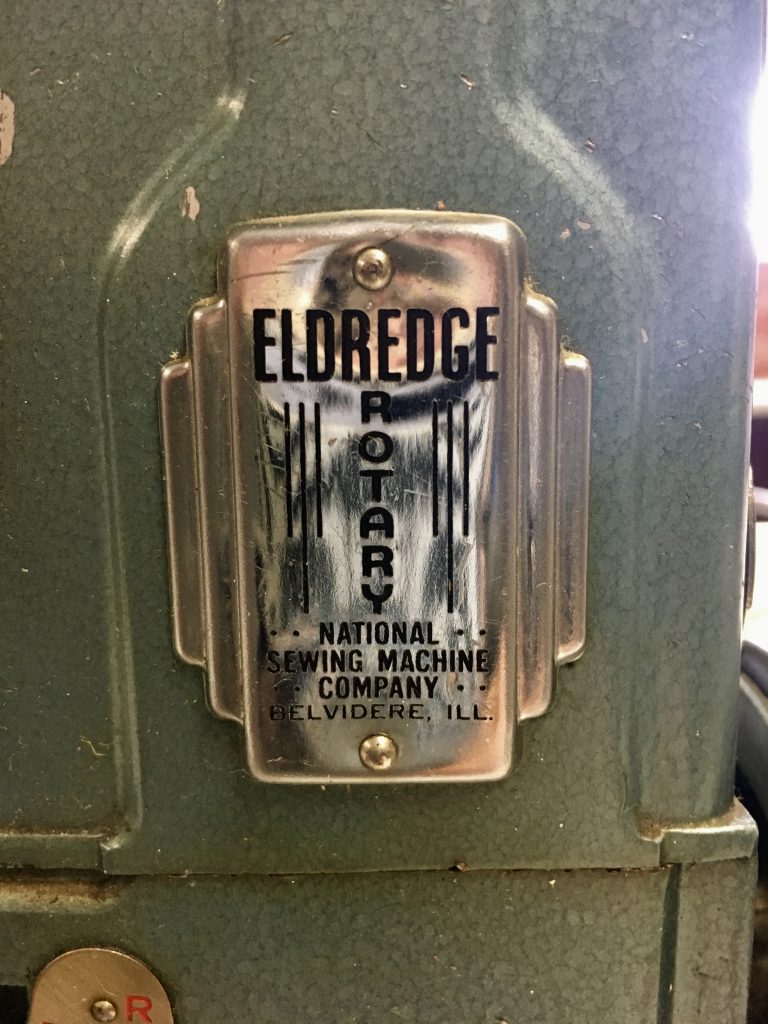 ELDREDGE
ROTARY
· · NATIONAL · ·
SEWING MACHINE
· · COMPANY · ·
BELVIDERE, ILL.
R